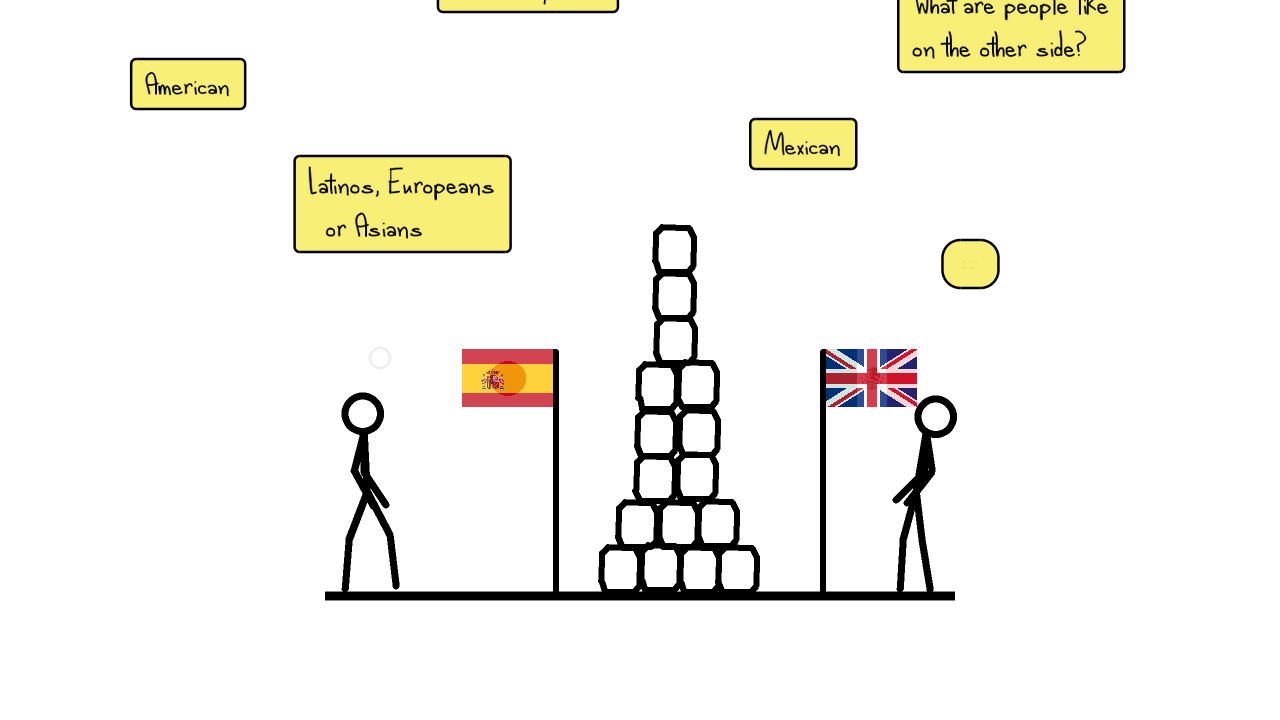 What are people like
on the other side?
American
Mexican
Latinos, Europeans
or Asians